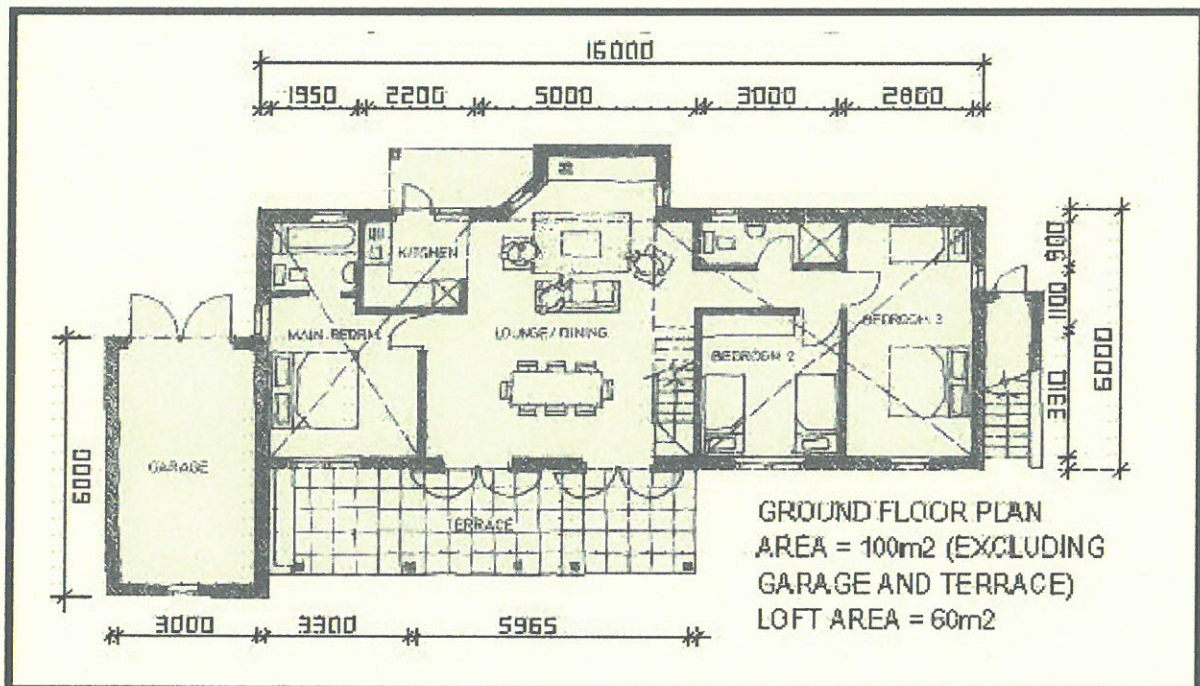 16000
1950 2200 5000 3000 2800
KITCHEN
MAIN BEDRM
LOUNGE / DINING
BEDROOM 2
BEDROOM 3
900
1100
3310
6000
6000
GARAGE
TERRACE
GROUND FLOOR PLAN
AREA = 100m2 (EXCLUDING
GARAGE AND TERRACE)
LOFT AREA = 60m2
3000 3300 5965